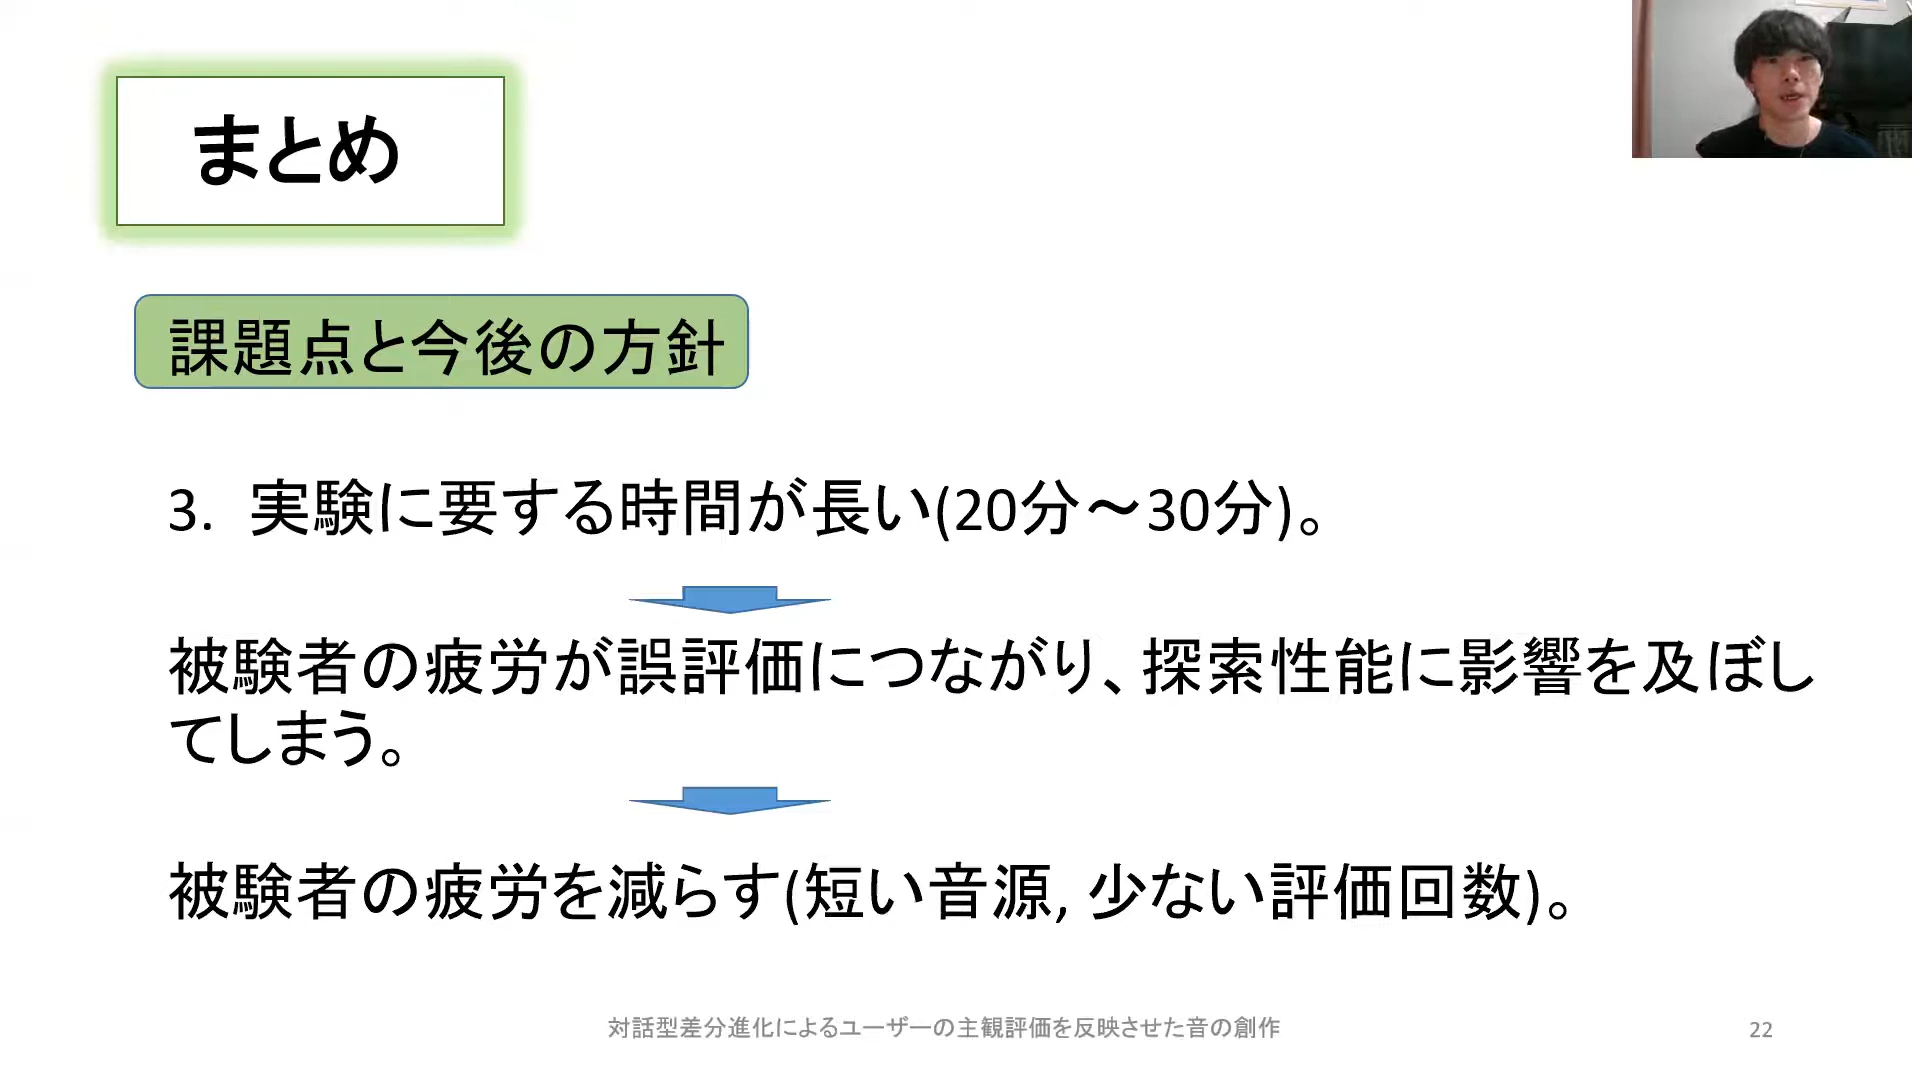 まとめ
課題点と今後の方針
3. 実験に要する時間が長い(20分～30分)。
被験者の疲労が誤評価につながり、探索性能に影響を及ぼし
てしまう。
被験者の疲労を減らす(短い音源, 少ない評価回数)。
対話型差分進化によるユーザーの主観評価を反映させた音の創作
22